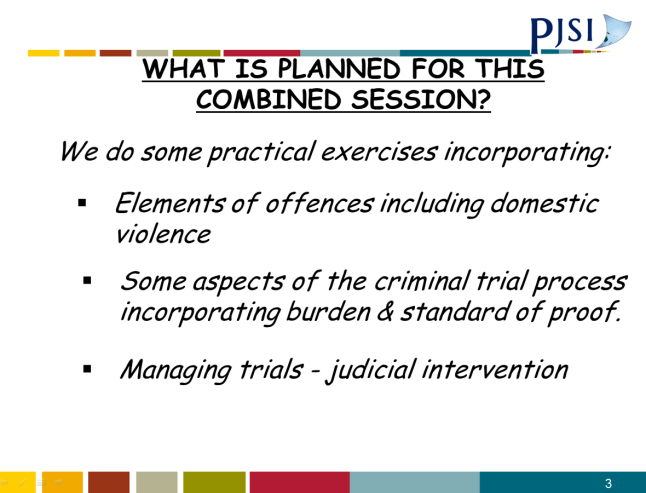 PJSI
WHAT IS PLANNED FOR THIS
COMBINED SESSION?
We do some practical exercises incorporating:
▪ Elements of offences including domestic
violence
▪ Some aspects of the criminal trial process
incorporating burden & standard of proof.
▪ Managing trials - judicial intervention
3